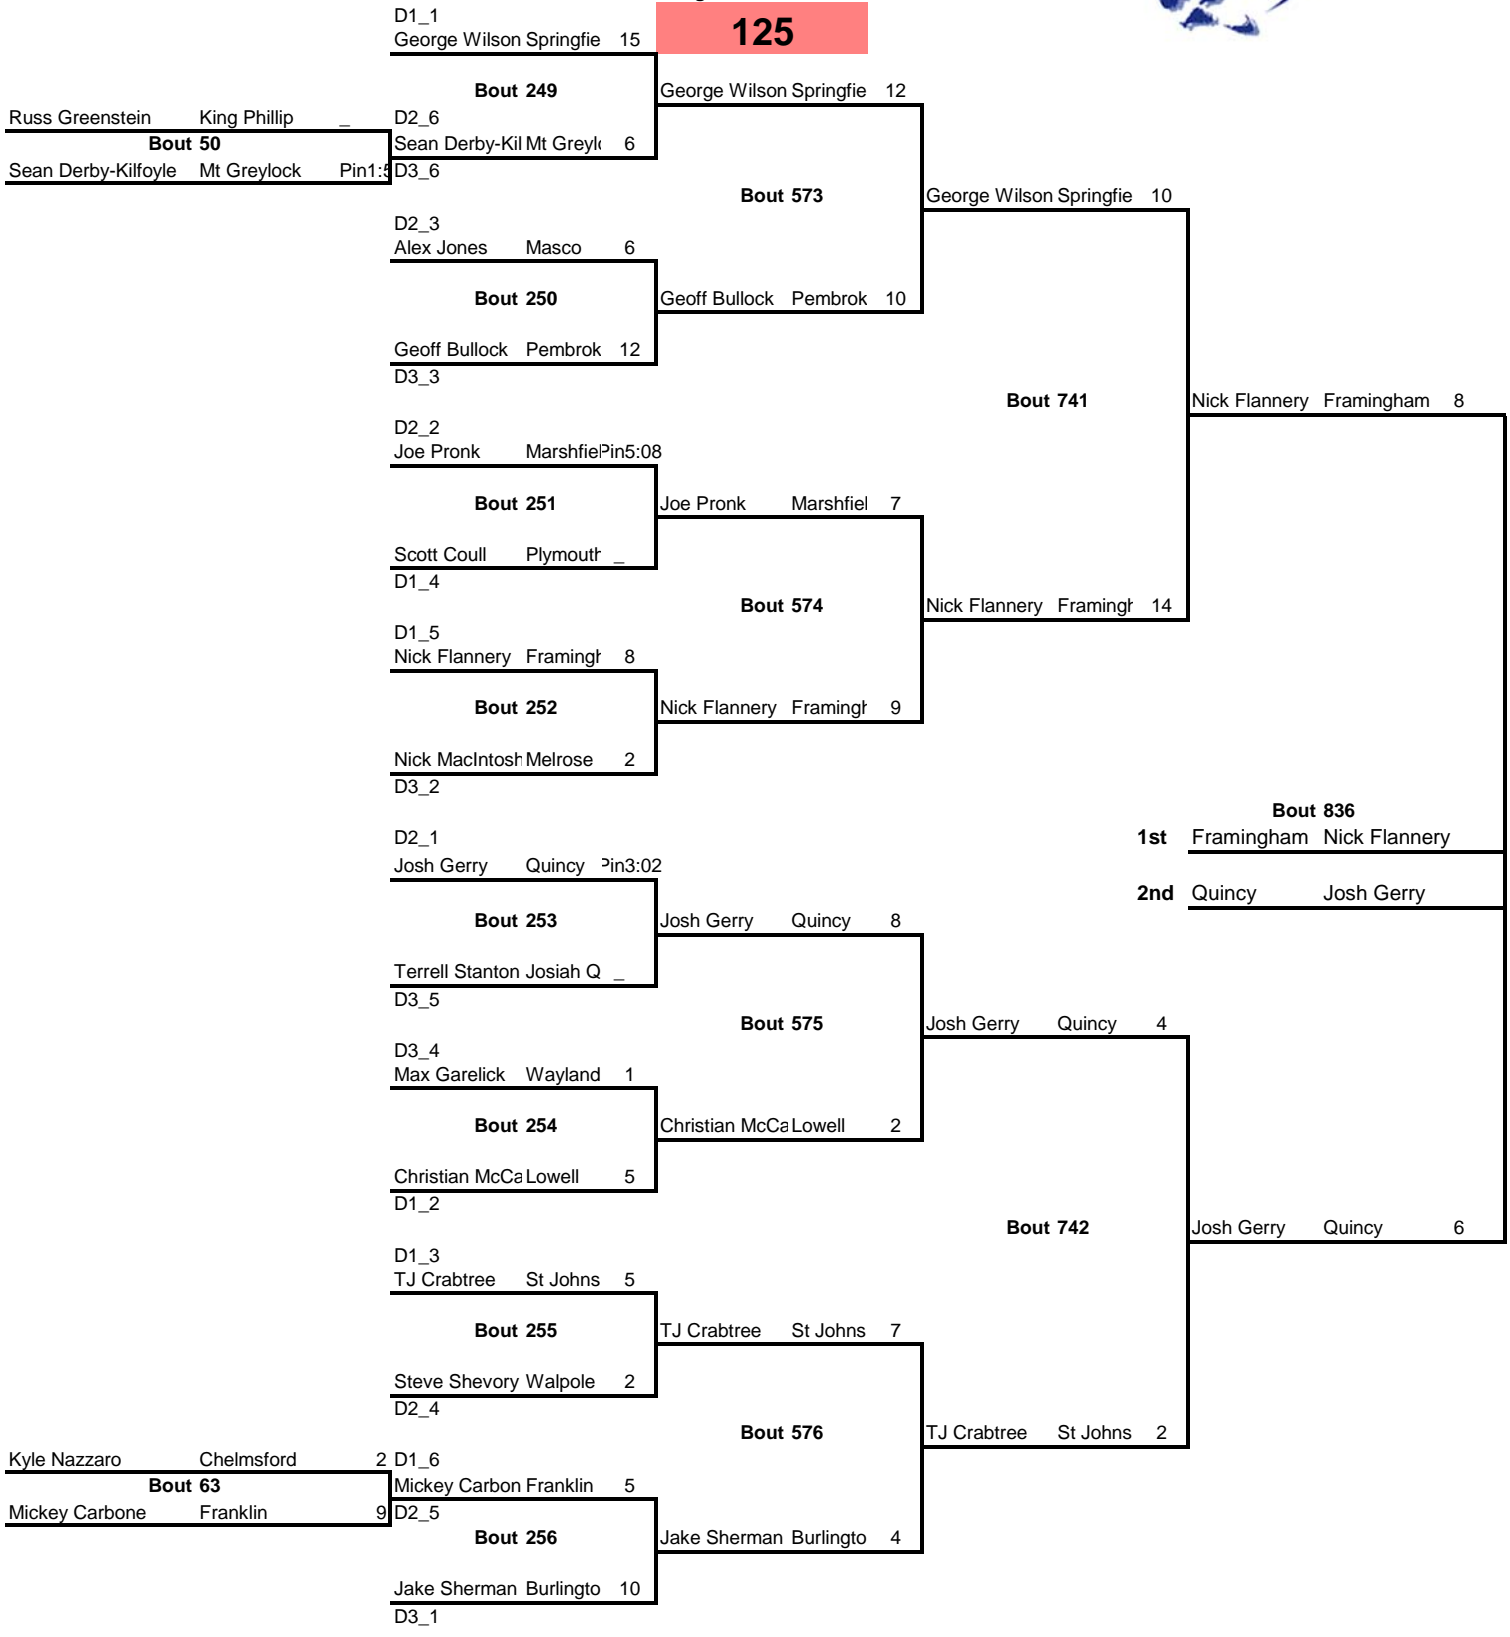 D1_1
George Wilson Springfie 15
125
Bout 249
George Wilson Springfie 12
Russ Greenstein King Phillip _
D2_6
Bout 50
Sean Derby-Kil Mt Greylo 6
Sean Derby-Kilfoyle Mt Greylock Pin1:5
D3_6
Bout 573
George Wilson Springfie 10
D2_3
Alex Jones Masco 6
Bout 250
Geoff Bullock Pembrok 10
Geoff Bullock Pembrok 12
D3_3
Bout 741
Nick Flannery Framingham 8
D2_2
Joe Pronk Marshfiel Pin5:08
Bout 251
Joe Pronk Marshfiel 7
Scott Coull Plymouth _
D1_4
Bout 574
Nick Flannery Framingh 14
D1_5
Nick Flannery Framingh 8
Bout 252
Nick Flannery Framingh 9
Nick MacIntosh Melrose 2
D3_2
Bout 836
D2_1
1st Framingham Nick Flannery
Josh Gerry Quincy Pin3:02
2nd Quincy Josh Gerry
Bout 253
Josh Gerry Quincy 8
Terrell Stanton Josiah Q _
D3_5
Bout 575
Josh Gerry Quincy 4
D3_4
Max Garelick Wayland 1
Bout 254
Christian McCa Lowell 2
Christian McCa Lowell 5
D1_2
Bout 742
Josh Gerry Quincy 6
D1_3
TJ Crabtree St Johns 5
Bout 255
TJ Crabtree St Johns 7
Steve Shevory Walpole 2
D2_4
Bout 576
TJ Crabtree St Johns 2
Kyle Nazzaro Chelmsford 2
D1_6
Bout 63
Mickey Carbon Franklin 5
Mickey Carbone Franklin 9
D2_5
Bout 256
Jake Sherman Burlingto 4
Jake Sherman Burlingto 10
D3_1